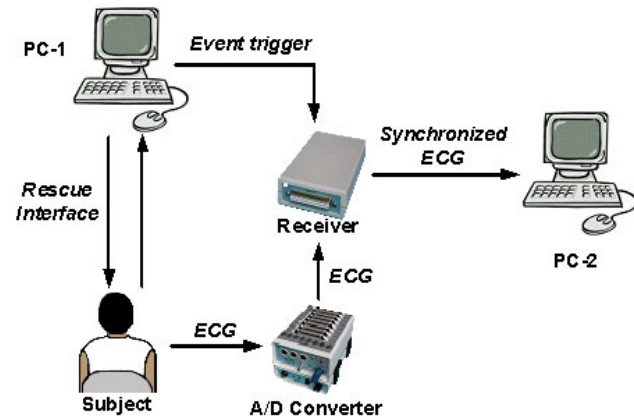 PC-1
Event trigger
Synchronized
ECG
Rescue
interface
Receiver
PC-2
ECG
ECG
Subject
A/D Converter